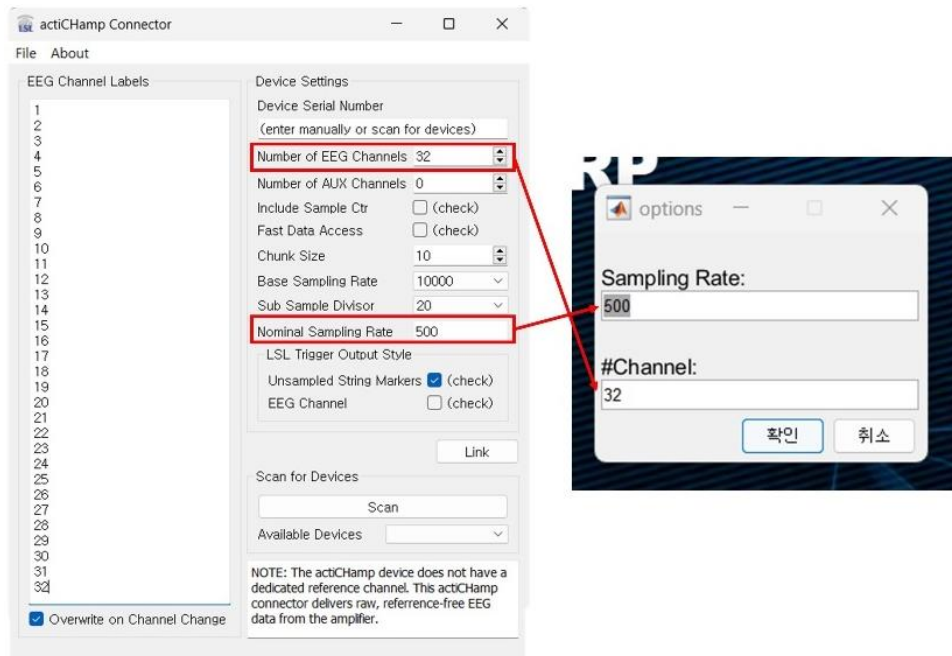 LSL
actiCHamp Connector
File About
EEG Channel Labels
1
2
3
4
5
6
7
8
9
10
11
12
13
14
15
16
17
18
19
20
21
22
23
24
25
26
27
28
29
30
31
32
Overwrite on Channel Change
Device Settings
Device Serial Number
(enter manually or scan for devices)
Number of EEG Channels 32
Number of AUX Channels 0
Include Sample Ctr (check)
Fast Data Access (check)
Chunk Size 10
Base Sampling Rate 10000
Sub Sample Divisor 20
Nominal Sampling Rate 500
LSL Trigger Output Style
Unsampled String Markers (check)
EEG Channel (check)
Link
Scan for Devices
Scan
Available Devices
NOTE: The actiCHamp device does not have a
dedicated reference channel. This actiCHamp
connector delivers raw, referrence-free EEG
data from the amplifier.
RP
options
Sampling Rate:
500
#Channel:
32
확인 취소